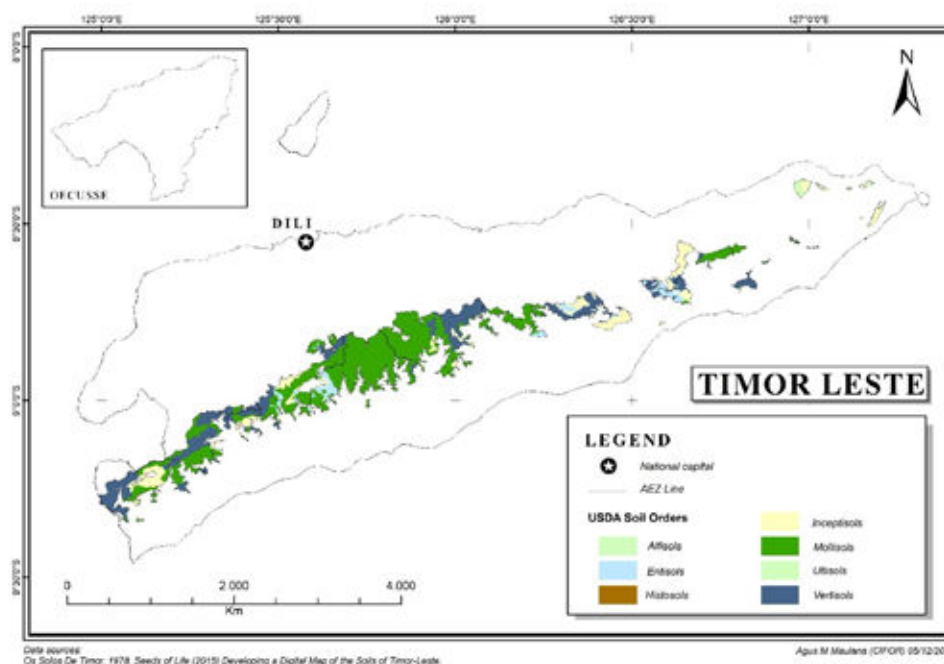 125°0'0"E 125°30'0"E 126°0'0"E 126°30'0"E 127°0'0"E
N
OECUSSE
DILI
TIMOR LESTE
LEGEND
National capital
AEZ Line
USDA Soil Orders
Alfisols
Entisols
Histosols
Inceptisols
Mollisols
Ultisols
Vertisols
0 2 000 4 000
Km
Data sources:
Os Solos De Timor: 1978, Seeds of Life (2015) Developing a Digital Map of the Soils of Timor-Leste.
Agus M Maulana (CIFOR)